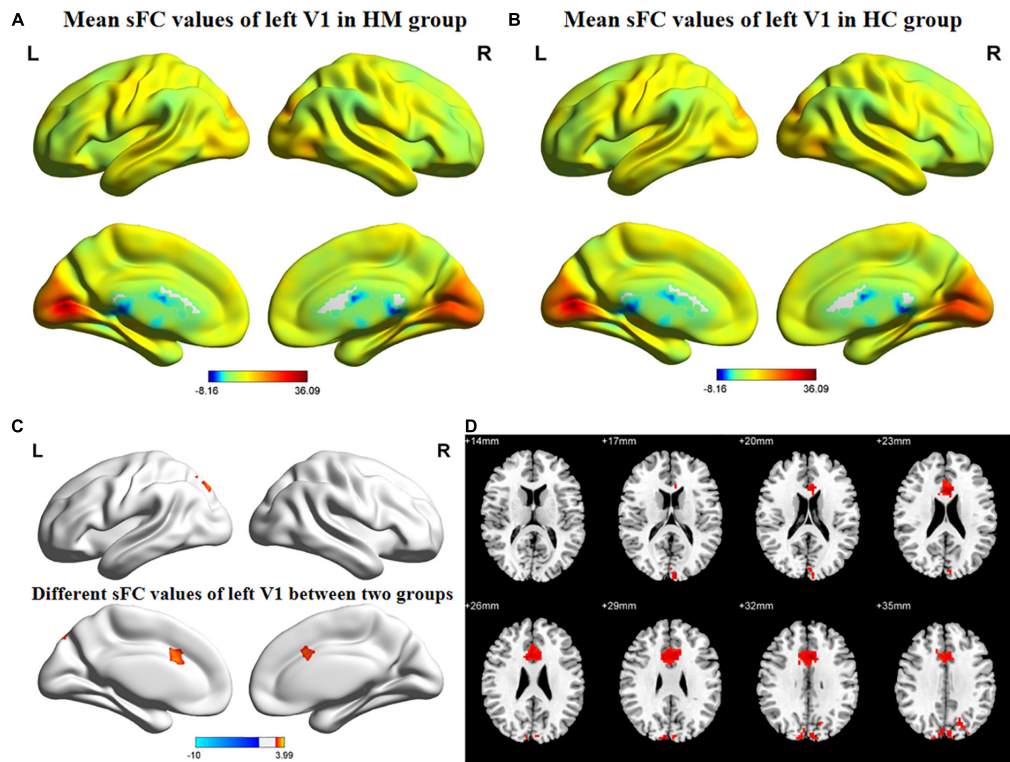 A Mean sFC values of left V1 in HM group
L R
-8.16 36.09
B Mean sFC values of left V1 in HC group
L R
-8.16 36.09
C
L R
Different sFC values of left V1 between two groups
-10 3.99
D
+14mm +17mm +20mm +23mm
+26mm +29mm +32mm +35mm